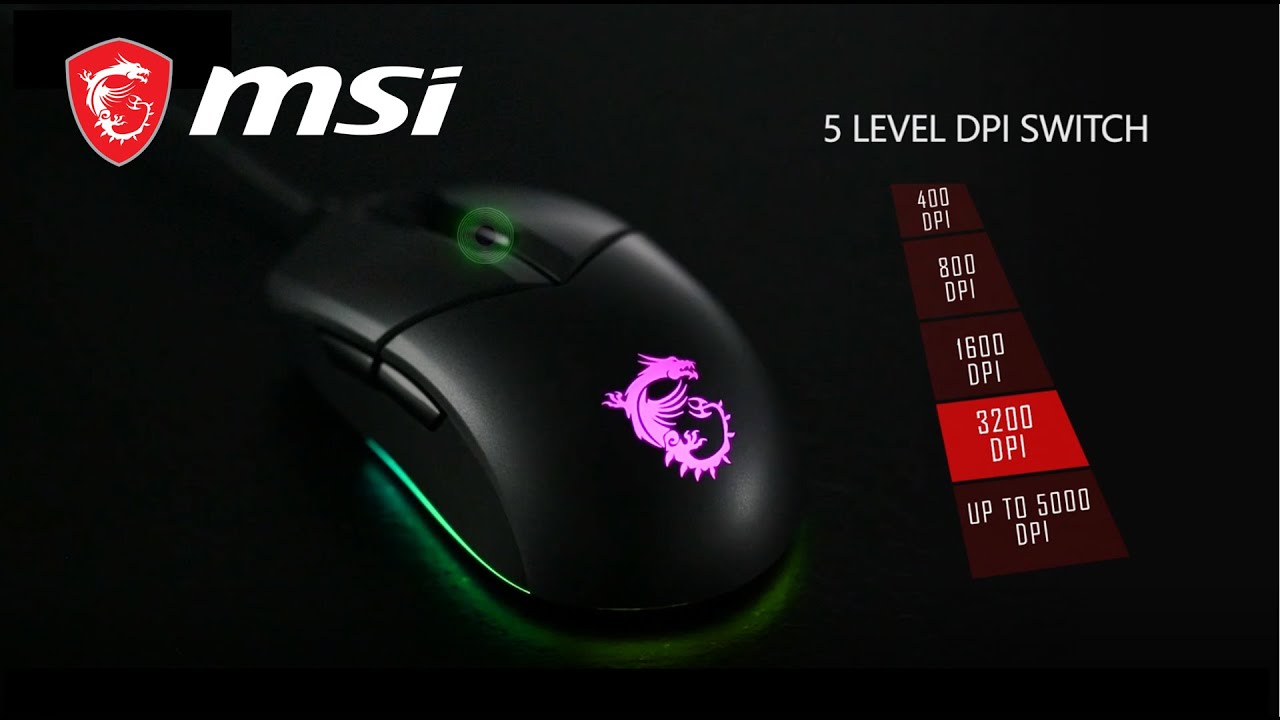 msi
5 LEVEL DPI SWITCH
400
DPI
800
DPI
1600
DPI
3200
DPI
UP TO 5000
DPI